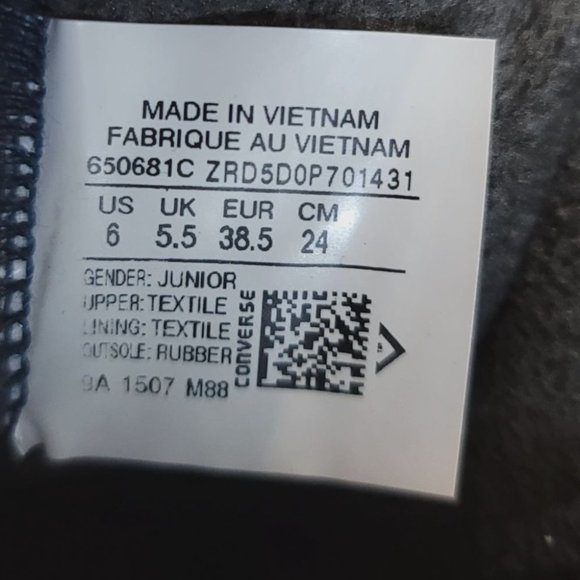 MADE IN VIETNAM
FABRIQUE AU VIETNAM
650681C ZRD5D0P701431
US UK EUR CM
6 5.5 38.5 24
GENDER: JUNIOR
UPPER: TEXTILE
LINING: TEXTILE
OUTSOLE: RUBBER
9A 1507 M88
CONVERSE